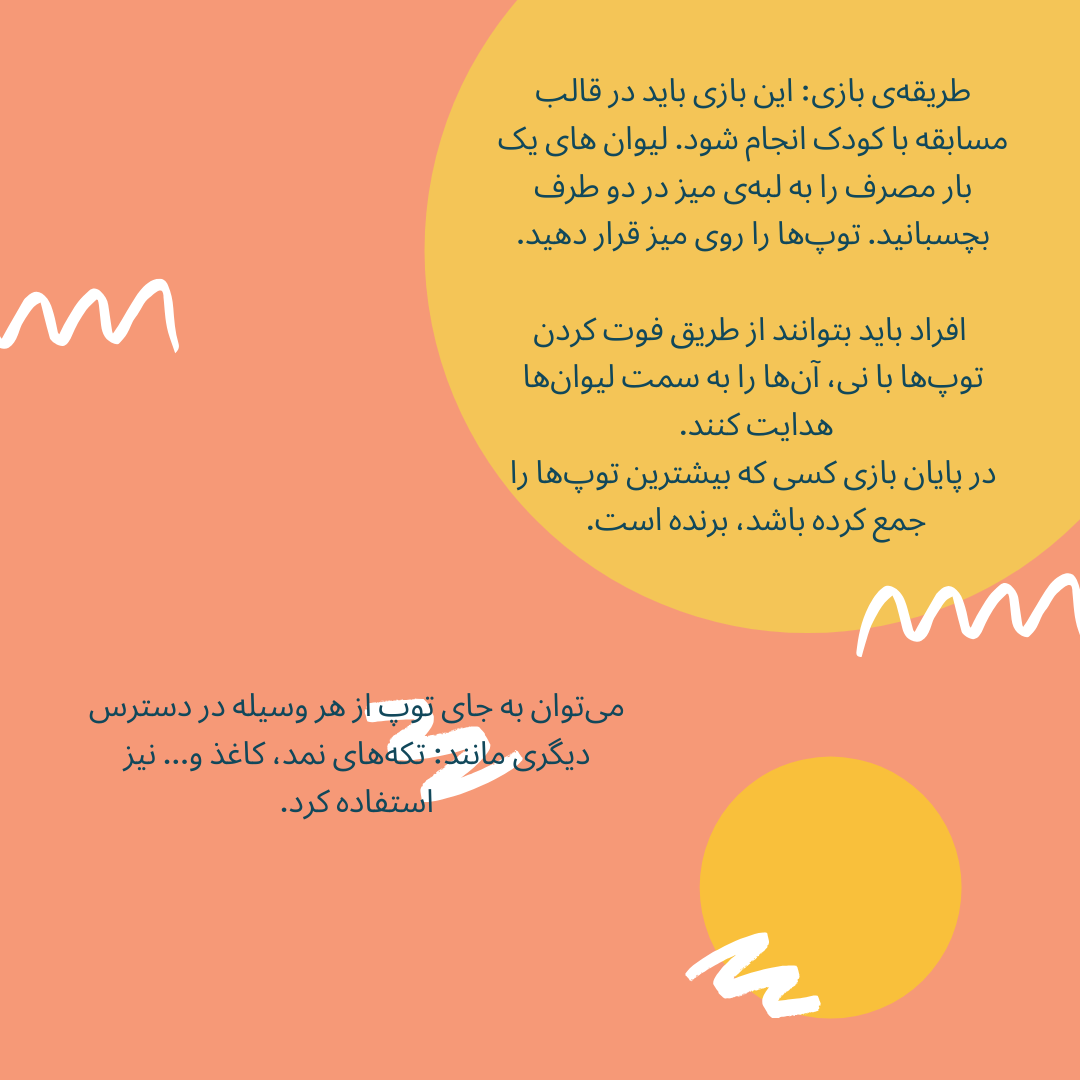 طریقه‌ی بازی: این بازی باید در قالب
مسابقه با کودک انجام شود. لیوان های یک
بار مصرف را به لبه‌ی میز در دو طرف
بچسبانید. توپ‌ها را روی میز قرار دهید.
افراد باید بتوانند از طریق فوت کردن
توپ‌ها با نی، آن‌ها را به سمت لیوان‌ها
هدایت کنند.
در پایان بازی کسی که بیشترین توپ‌ها را
جمع کرده باشد، برنده است.
می‌توان به جای توپ از هر وسیله در دسترس
دیگری مانند: تکه‌های نمد، کاغذ و... نیز
استفاده کرد.